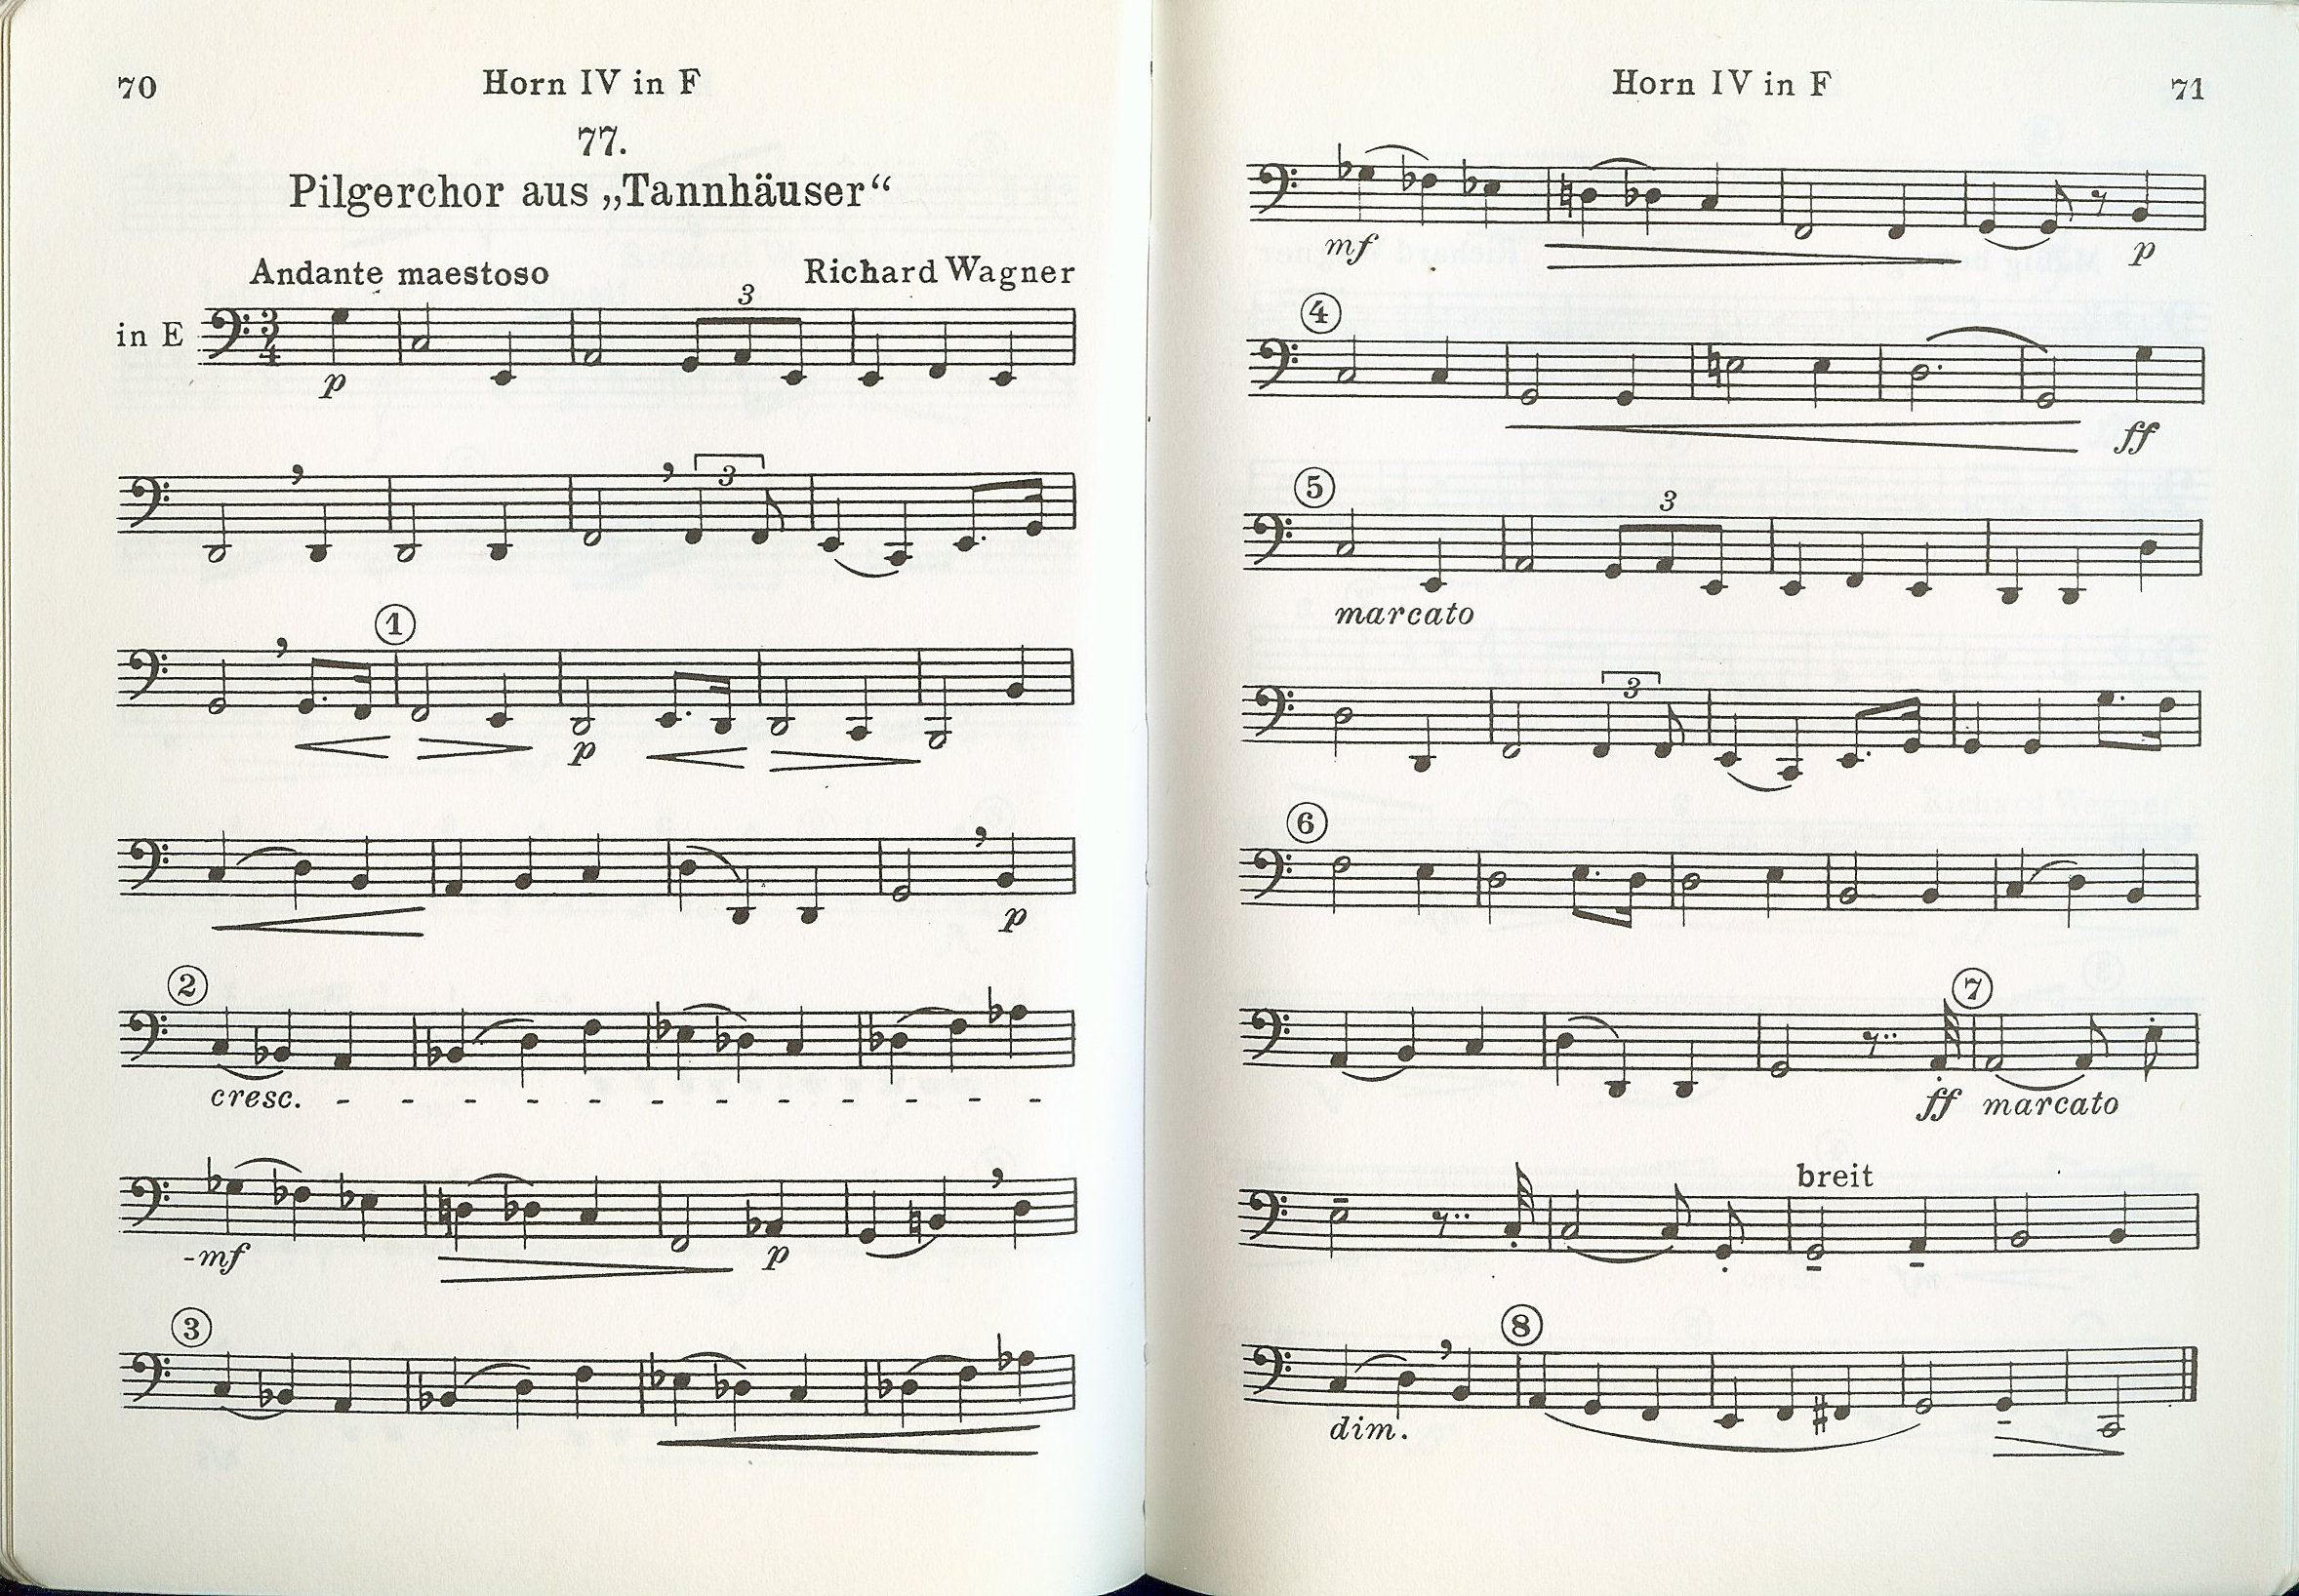 70 Horn IV in F
77.
Pilgerchor aus „Tannhäuser“
Andante maestoso Richard Wagner
3
in E 3 4
p
3
1
p
p
2
cresc. - - - - - - - - - - - -
-mf p
3
Horn IV in F 71
mf p
4
ff
5 3
marcato
3
6
7
ff marcato
breit
8
dim.